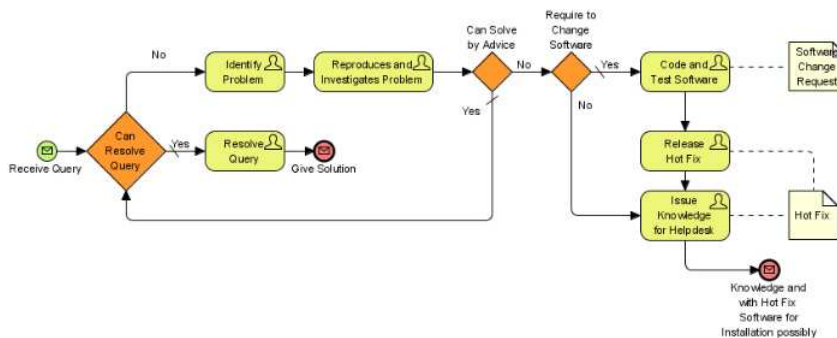 Can Solve
by Advice
Require to
Change
Software
No
Identify
Problem
Reproduces and
Investigates Problem
No
Yes
Code and
Test Software
Software
Change
Request
Yes
No
Can
Resolve
Query
Yes
Resolve
Query
Receive Query
Give Solution
Release
Hot Fix
Issue
Knowledge
for Helpdesk
Hot Fix
Knowledge and
with Hot Fix
Software for
Installation possibly